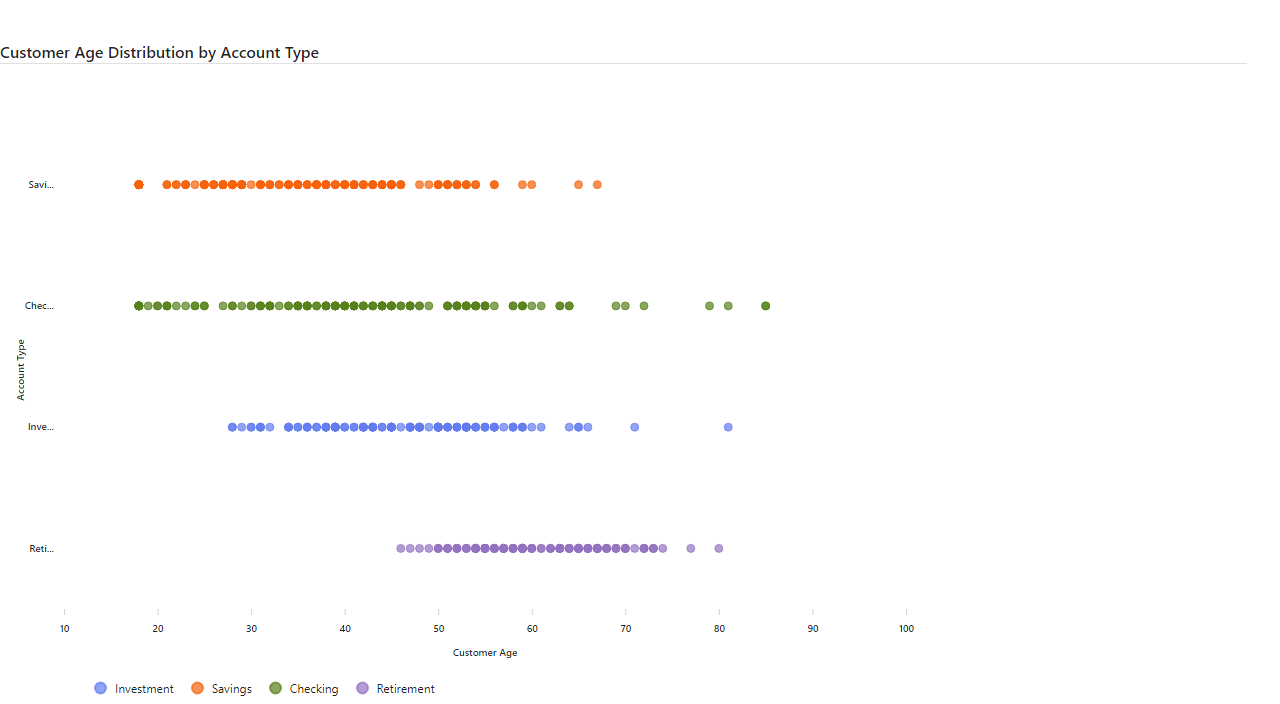 Customer Age Distribution by Account Type
Savi...
Chec...
Inve...
Reti...
Account Type
10 20 30 40 50 60 70 80 90 100
Customer Age
Investment Savings Checking Retirement